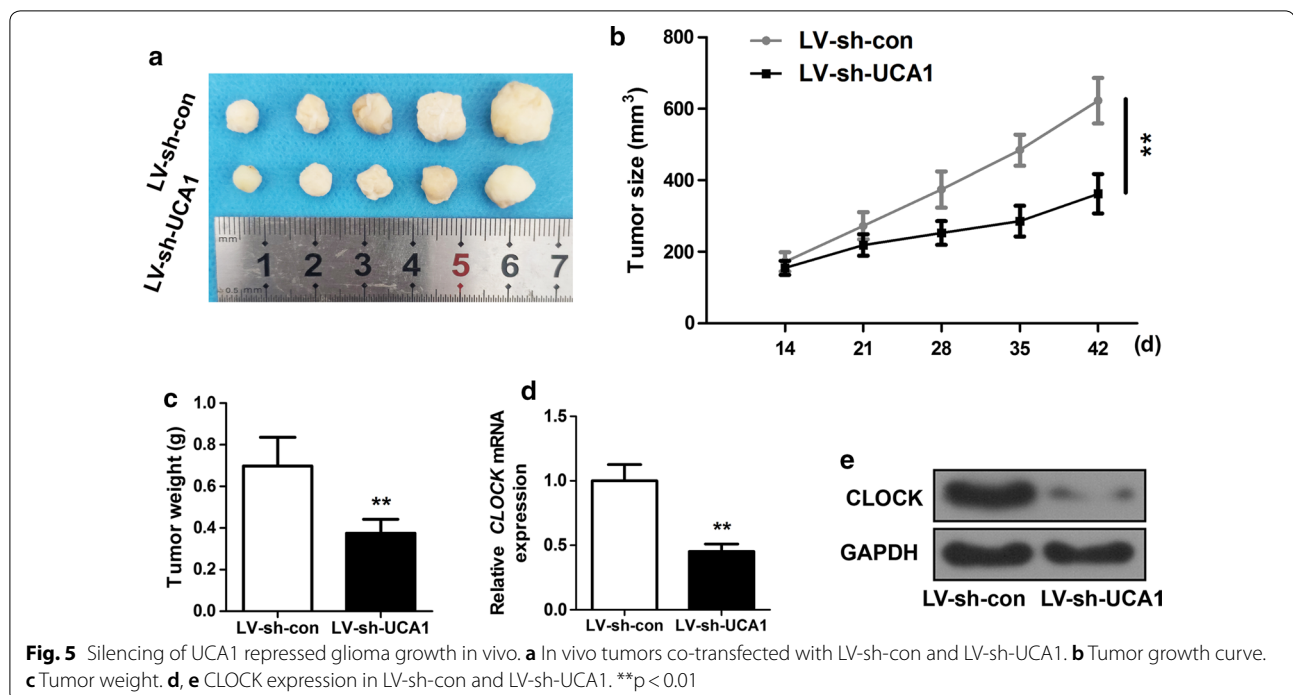 a
LV-sh-con
LV-sh-UCA1
mm
1 2 3 4 5 6 7
0.5 mm
b
LV-sh-con
LV-sh-UCA1
Tumor size (mm³)
800
600
400
200
0
14 21 28 35 42 (d)
**
c
Tumor weight (g)
1.0
0.8
0.6
0.4
0.2
0.0
**
LV-sh-con LV-sh-UCA1
d
Relative CLOCK mRNA
expression
1.5
1.0
0.5
0.0
**
LV-sh-con LV-sh-UCA1
e
CLOCK
GAPDH
LV-sh-con LV-sh-UCA1
Fig. 5 Silencing of UCA1 repressed glioma growth in vivo. a In vivo tumors co-transfected with LV-sh-con and LV-sh-UCA1. b Tumor growth curve.
c Tumor weight. d, e CLOCK expression in LV-sh-con and LV-sh-UCA1. **p < 0.01